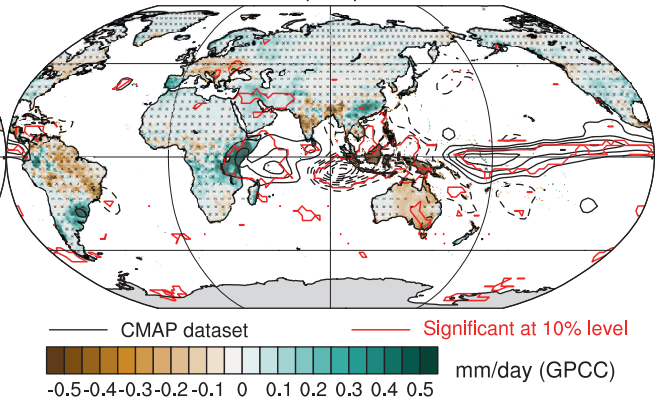 CMAP dataset
Significant at 10% level
mm/day (GPCC)
-0.5-0.4-0.3-0.2-0.1 0 0.1 0.2 0.3 0.4 0.5